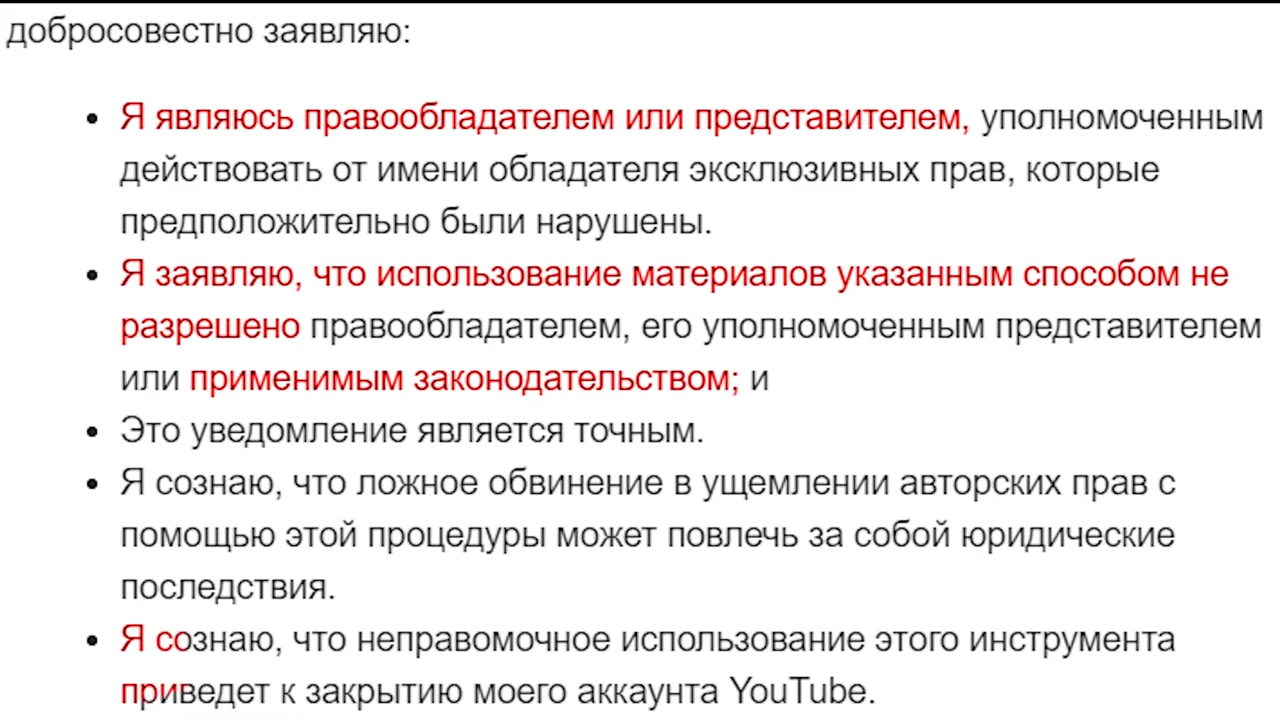 добросовестно заявляю:
• Я являюсь правообладателем или представителем, уполномоченным
действовать от имени обладателя эксклюзивных прав, которые
предположительно были нарушены.
• Я заявляю, что использование материалов указанным способом не
разрешено правообладателем, его уполномоченным представителем
или применимым законодательством; и
• Это уведомление является точным.
• Я сознаю, что ложное обвинение в ущемлении авторских прав с
помощью этой процедуры может повлечь за собой юридические
последствия.
• Я сознаю, что неправомочное использование этого инструмента
приведет к закрытию моего аккаунта YouTube.